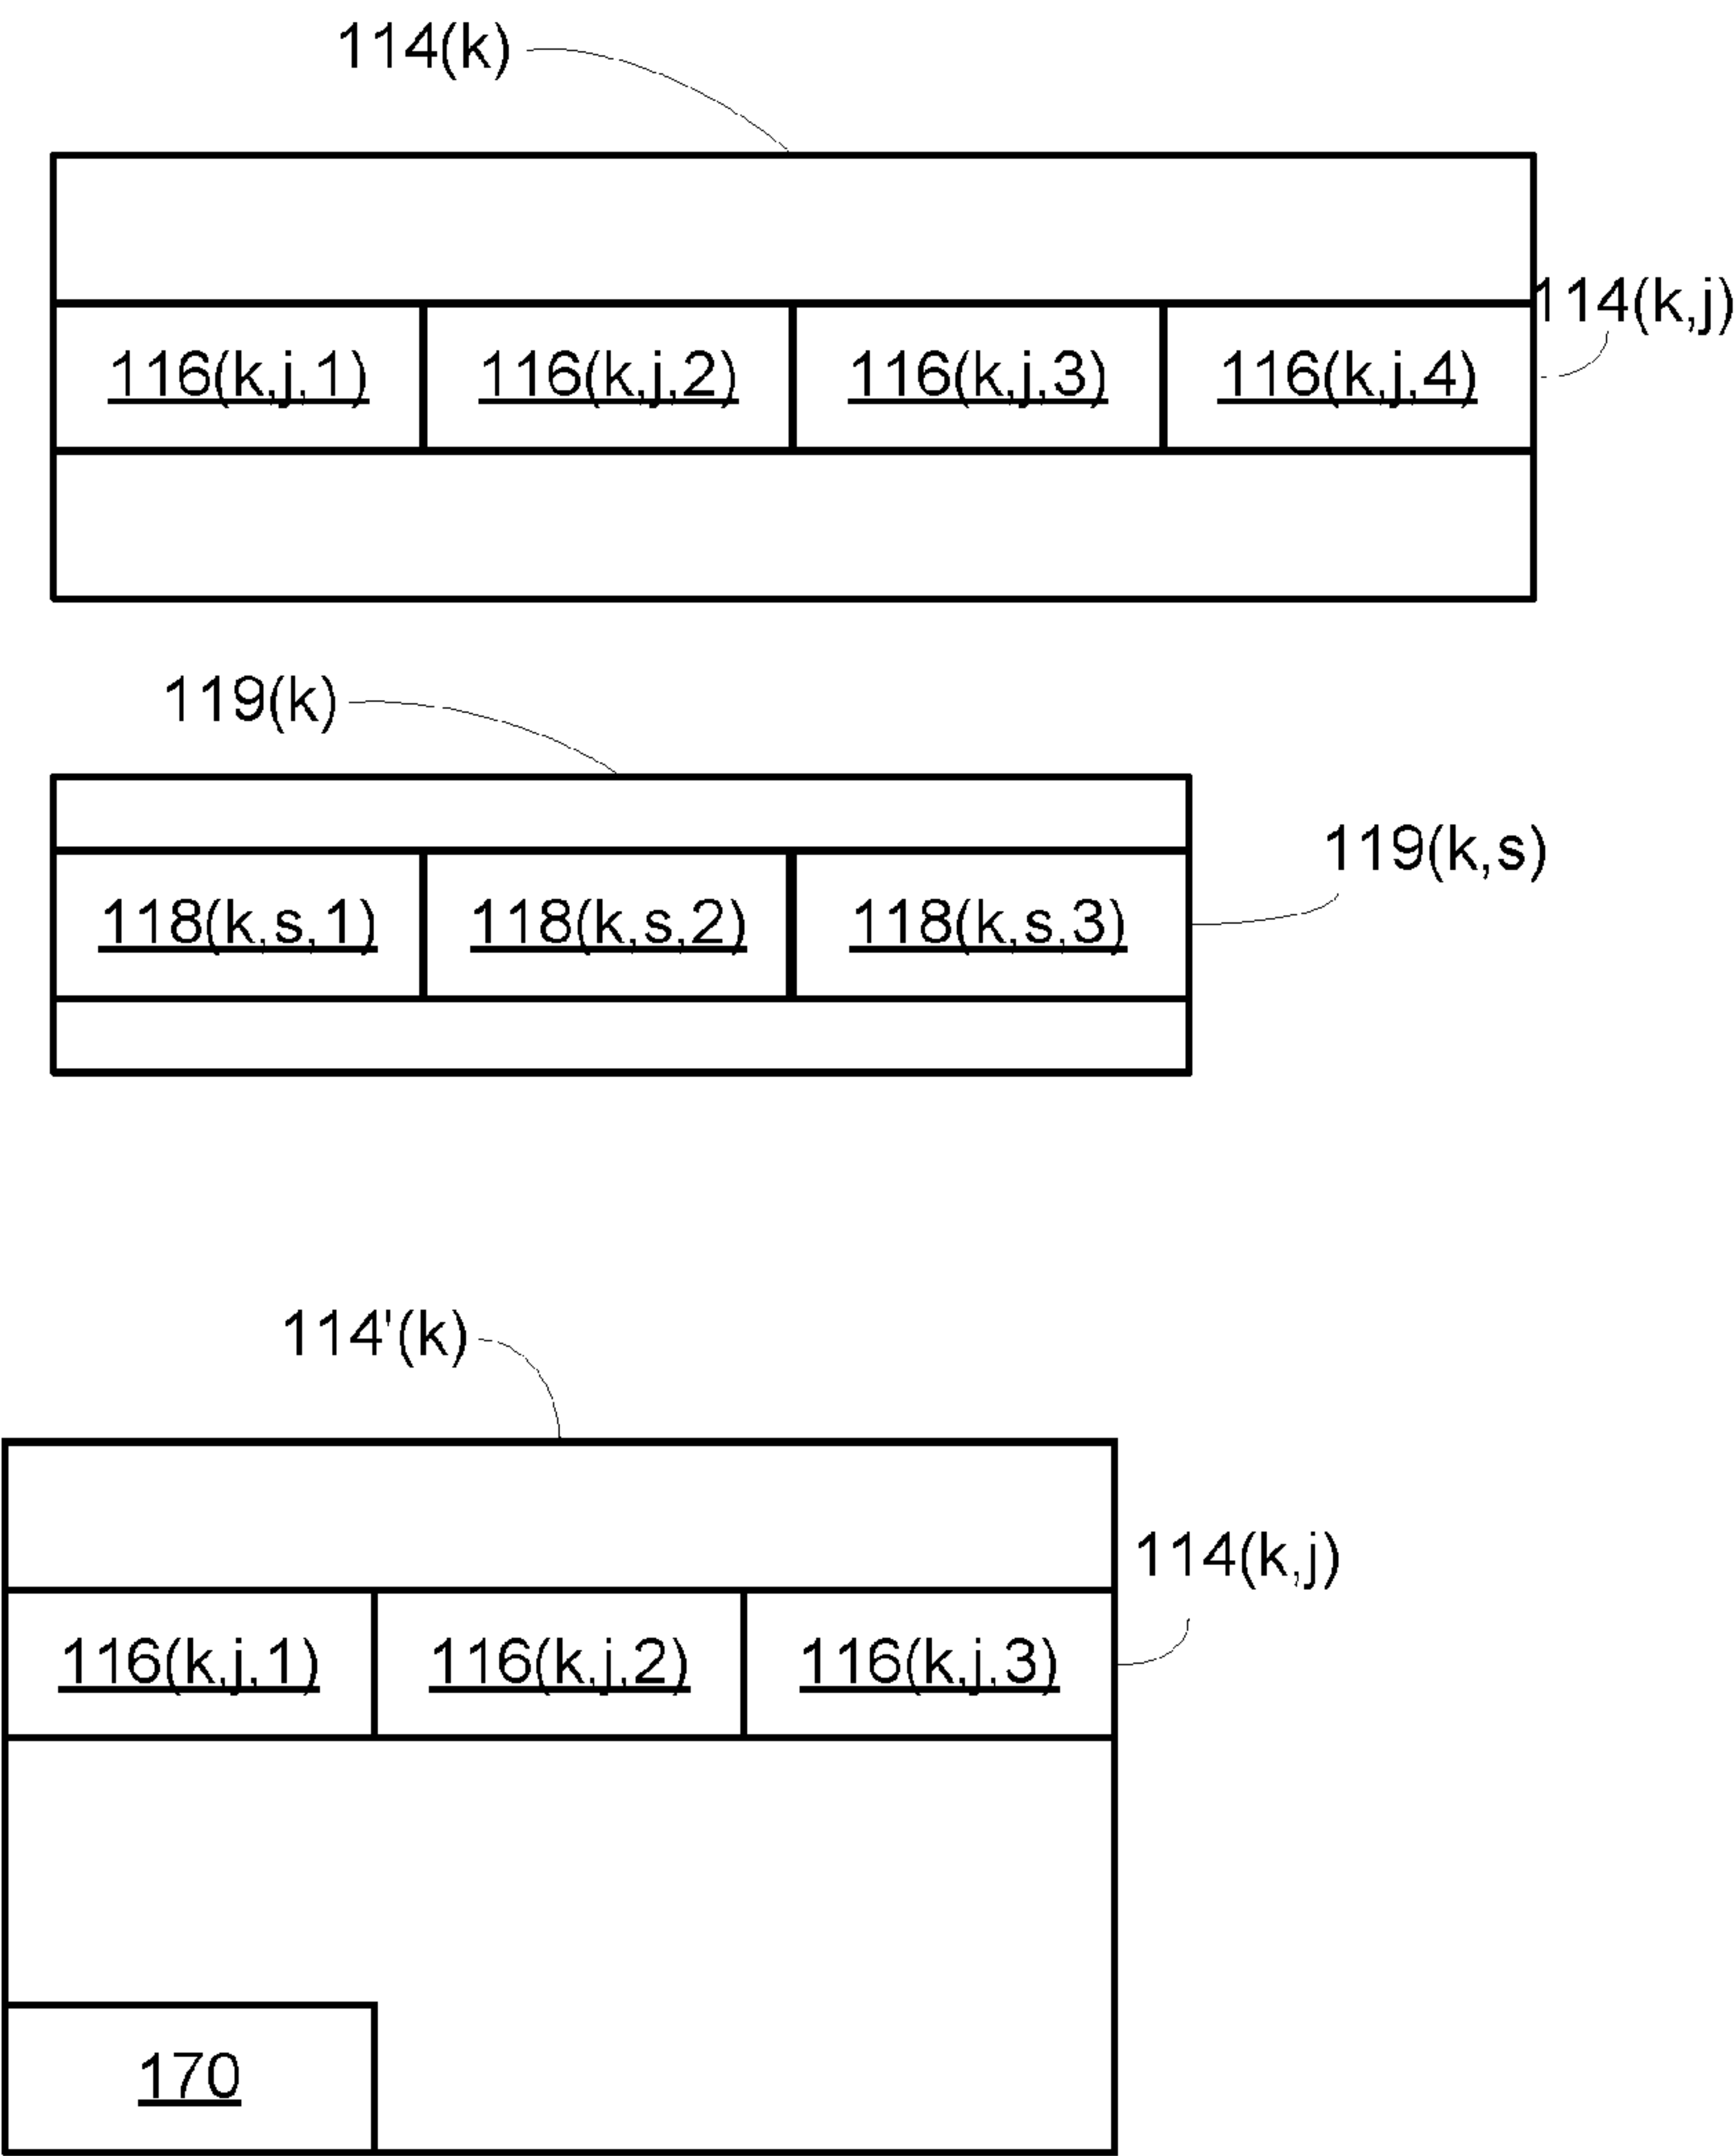 114(k)
114(k,j)
116(k,j,1) 116(k,j,2) 116(k,j,3) 116(k,j,4)
119(k)
119(k,s)
118(k,s,1) 118(k,s,2) 118(k,s,3)
114'(k)
114(k,j)
116(k,j,1) 116(k,j,2) 116(k,j,3)
170